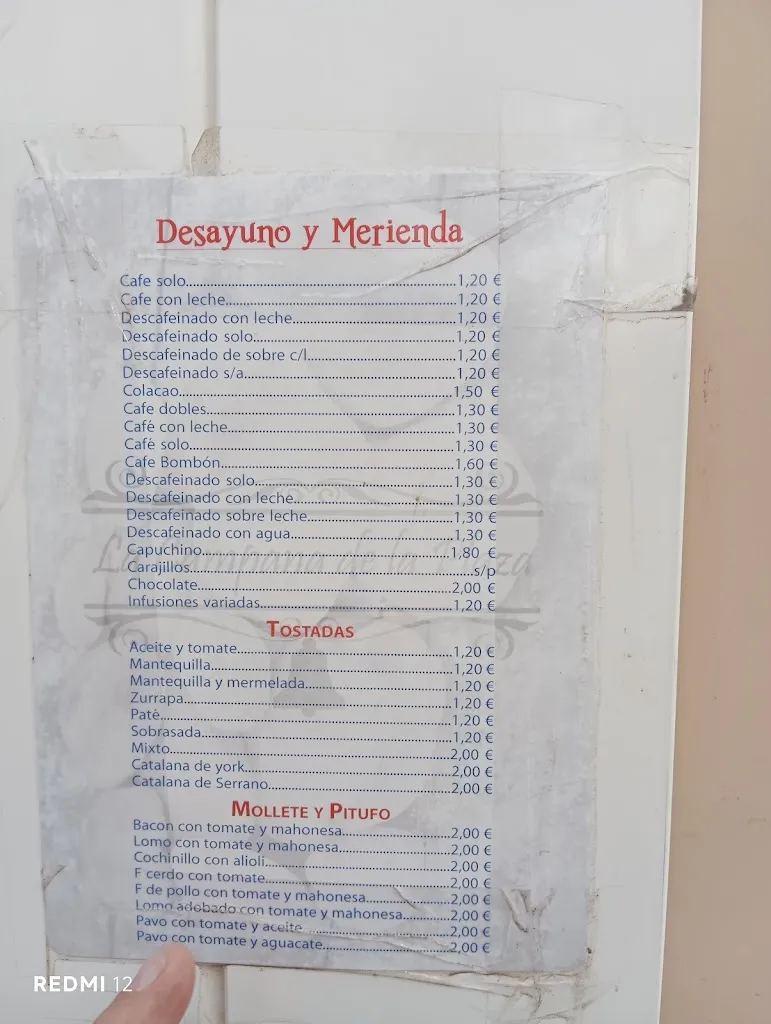 Desayuno y Merienda
Cafe solo 1,20 €
Cafe con leche 1,20 €
Descafeinado con leche 1,20 €
Descafeinado solo 1,20 €
Descafeinado de sobre c/l 1,20 €
Descafeinado s/a 1,20 €
Colacao 1,50 €
Cafe dobles 1,30 €
Café con leche 1,30 €
Café solo 1,30 €
Cafe Bombón 1,60 €
Descafeinado solo 1,30 €
Descafeinado con leche 1,30 €
Descafeinado sobre leche 1,30 €
Descafeinado con agua 1,30 €
Capuchino 1,80 €
Carajillos s/p
Chocolate 2,00 €
Infusiones variadas 1,20 €
TOSTADAS
Aceite y tomate 1,20 €
Mantequilla 1,20 €
Mantequilla y mermelada 1,20 €
Zurrapa 1,20 €
Paté 1,20 €
Sobrasada 1,20 €
Mixto 2,00 €
Catalana de york 2,00 €
Catalana de Serrano 2,00 €
MOLLETE Y PITUFO
Bacon con tomate y mahonesa 2,00 €
Lomo con tomate y mahonesa 2,00 €
Cochinillo con alioli 2,00 €
F cerdo con tomate 2,00 €
F de pollo con tomate y mahonesa 2,00 €
Lomo adobado con tomate y mahonesa 2,00 €
Pavo con tomate y aceite 2,00 €
Pavo con tomate y aguacate 2,00 €
REDMI 12